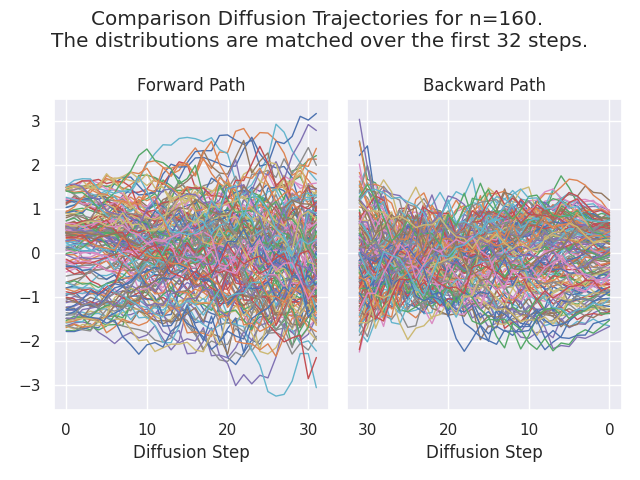 Comparison Diffusion Trajectories for n=160.
The distributions are matched over the first 32 steps.
Forward Path
Backward Path
3
2
1
0
−1
−2
−3
0 10 20 30
30 20 10 0
Diffusion Step
Diffusion Step